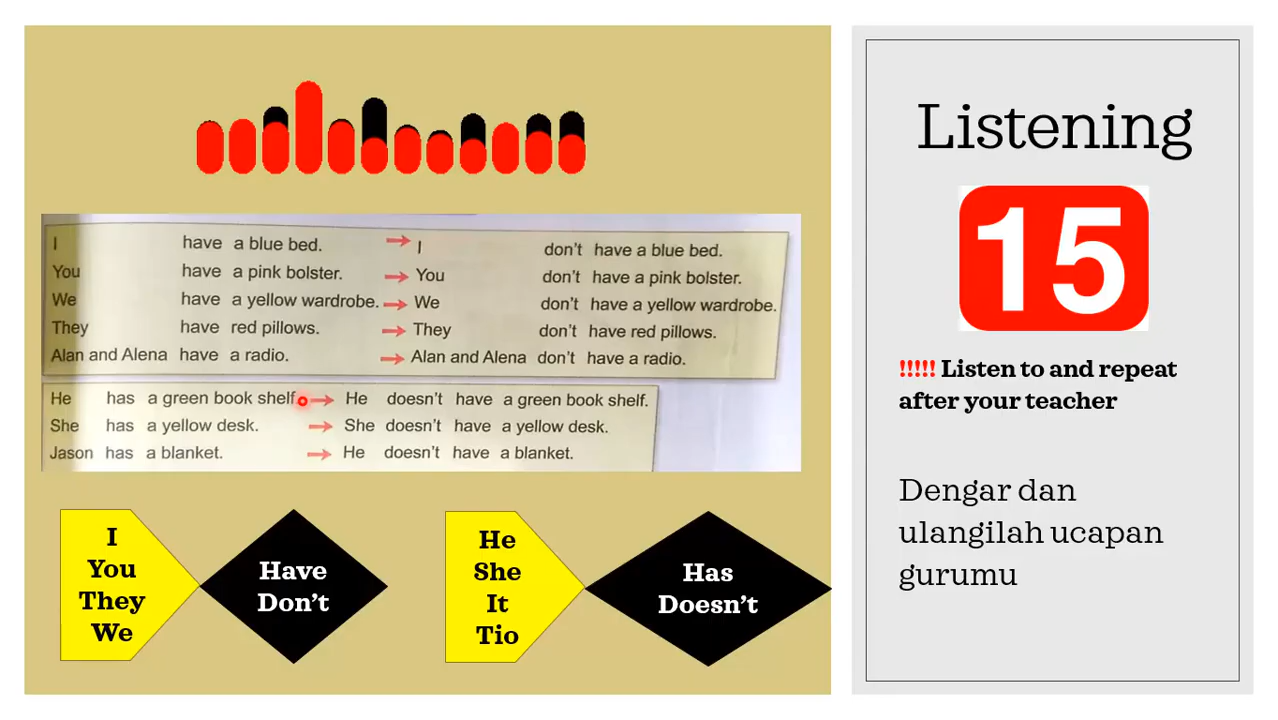 I have a blue bed. → I don't have a blue bed.
You have a pink bolster. → You don't have a pink bolster.
We have a yellow wardrobe. → We don't have a yellow wardrobe.
They have red pillows. → They don't have red pillows.
Alan and Alena have a radio. → Alan and Alena don't have a radio.
He has a green book shelf. → He doesn't have a green book shelf.
She has a yellow desk. → She doesn't have a yellow desk.
Jason has a blanket. → He doesn't have a blanket.
I
You
They
We
Have
Don't
He
She
It
Tio
Has
Doesn't
Listening
15
!!!!! Listen to and repeat
after your teacher
Dengar dan
ulangilah ucapan
gurumu